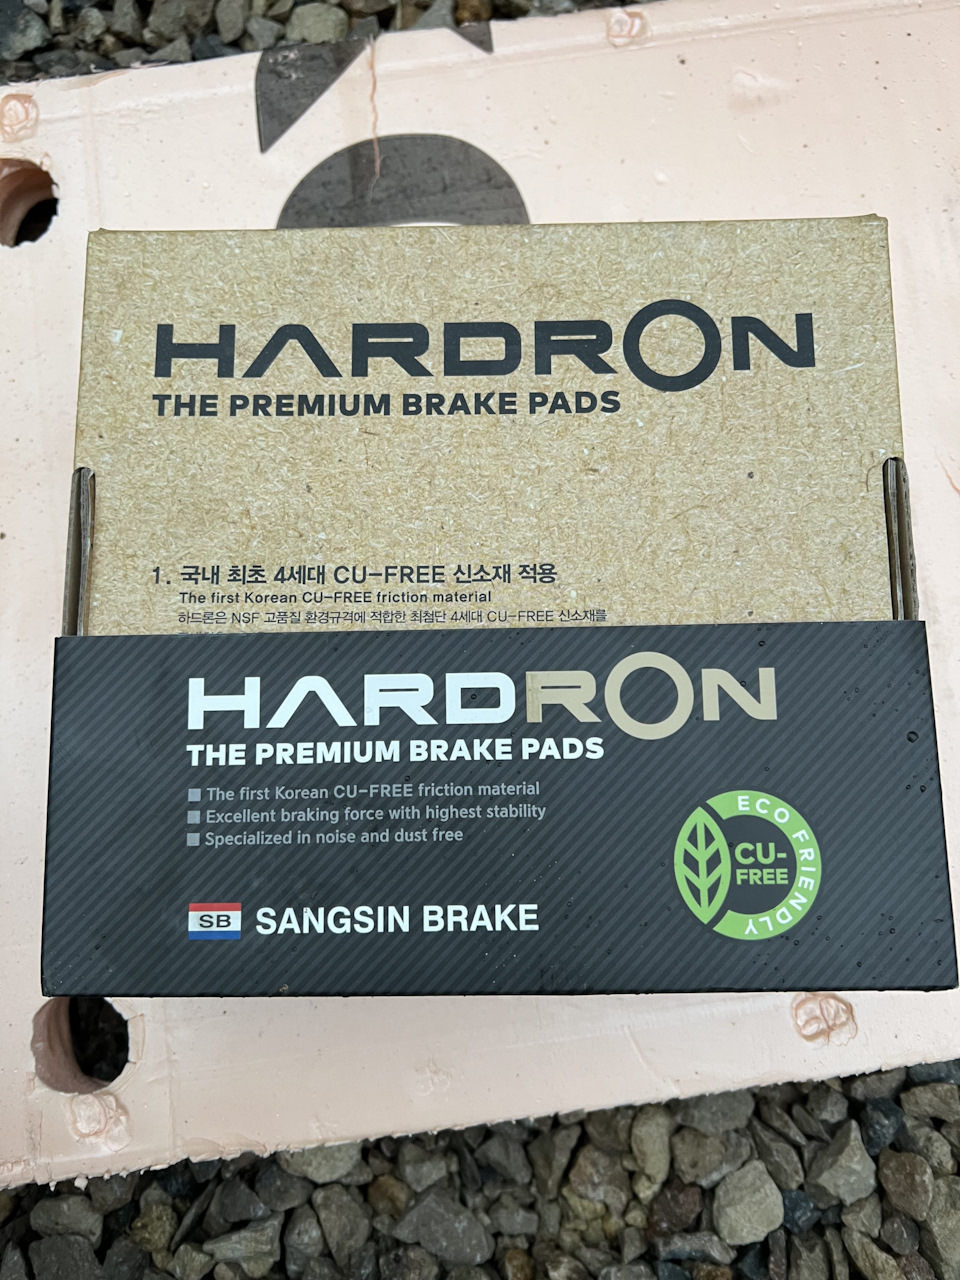 HARDRON
THE PREMIUM BRAKE PADS
1. 국내 최초 4세대 CU-FREE 신소재 적용
The first Korean CU-FREE friction material
하드론은 NSF 고품질 환경규격에 적합한 최첨단 4세대 CU-FREE 신소재를
HARDRON
THE PREMIUM BRAKE PADS
The first Korean CU-FREE friction material
Excellent braking force with highest stability
Specialized in noise and dust free
ECO FRIENDLY
CU-
FREE
SB SANGSIN BRAKE